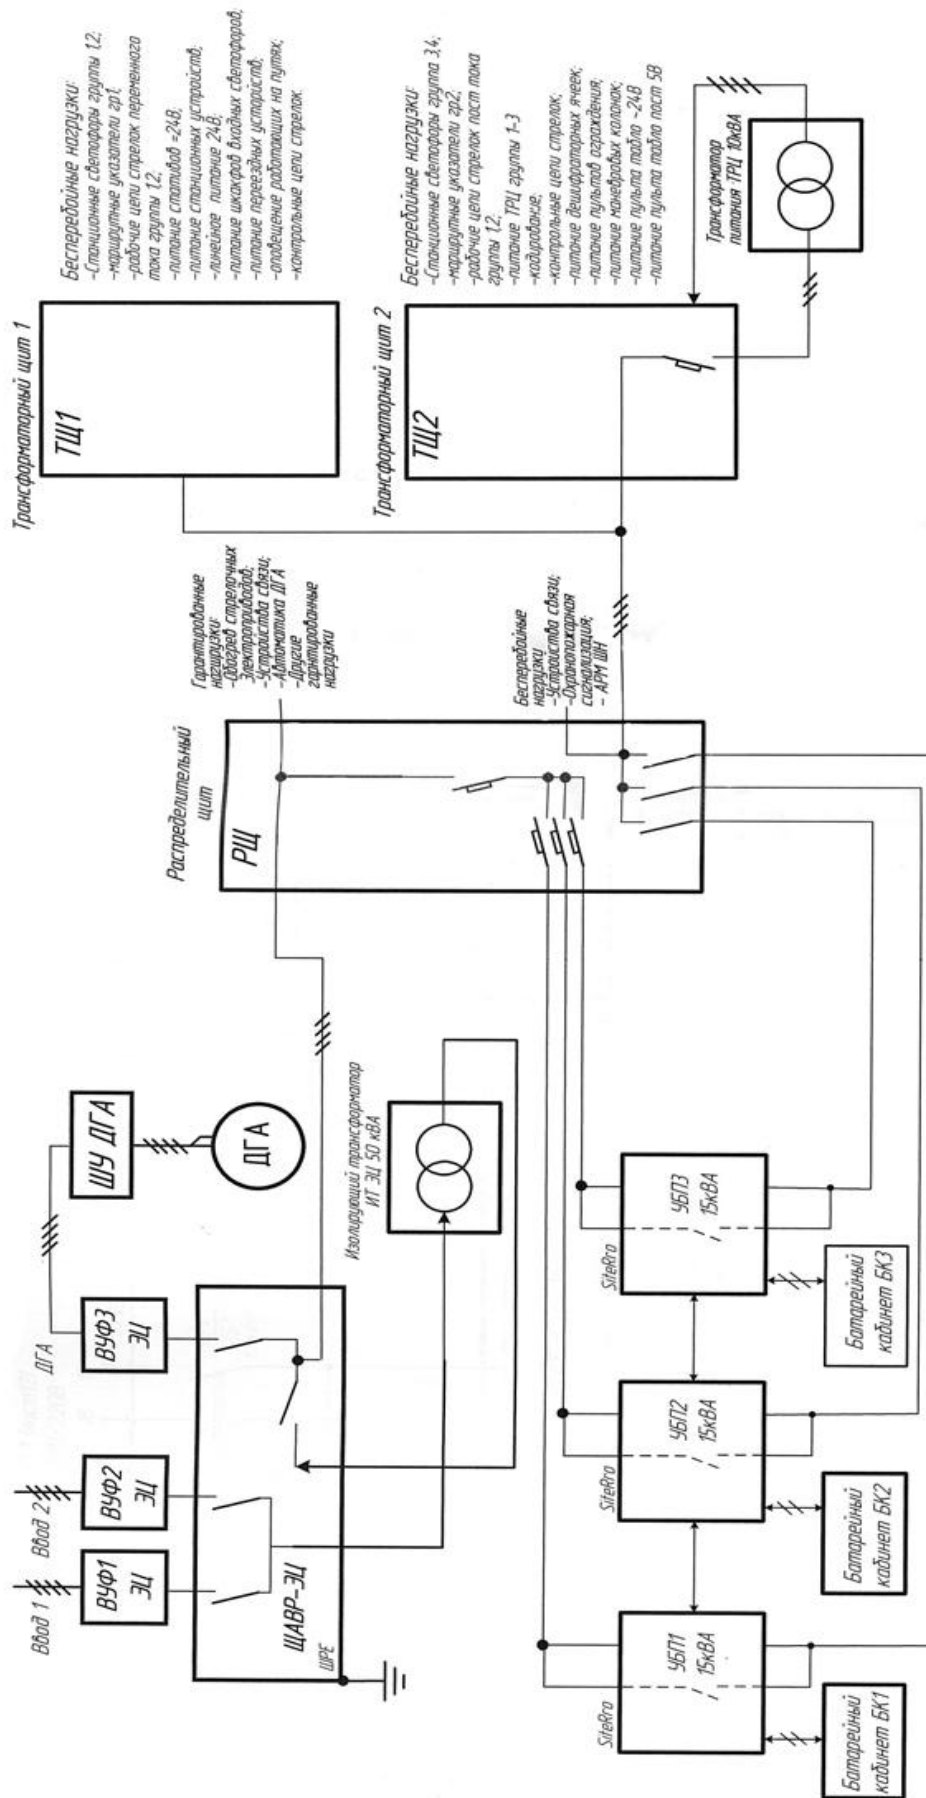 Ввод 1
Ввод 2
ДГА
ВУФ1
ЭЦ
ВУФ2
ЭЦ
ВУФ3
ЭЦ
ШУ ДГА
ДГА
ЩАВР-ЭЦ
ШРЕ
Изолирующий трансформатор
ИТ ЭЦ 50 кВА
Распределительный
щит
РЩ
Гарантированные
нагшрузки:
-Обогрев стрелочных
Электроприводов;
-Устройства связи;
-Автоматика ДГА
-Другие
гарнтированные
нагрузки
Бесперебойные
нагрузки
-Устройства связи;
-Охранопожарная
сигнализация;
- АРМ ШН
Трансформаторный щит 1
ТЩ1
Бесперебойные нагрузки:
-Станционные светофоры группы 1,2;
-маршрутные указатели гр1;
-рабочие цепи стрелок переменного
тока группы 1,2;
-питание стативов =24В;
-питание станционных устройств;
-линейное питание 24В;
-питание шкафов входных светофоров;
-питание переездных устройств;
-оповещение работающих на путях;
-контрольные цепи стрелок.
Трансформаторный щит 2
ТЩ2
Бесперебойные нагрузки:
-Станционные светофоры группа 3,4;
-маршрутные указатели гр2;
-рабочие цепи стрелок пост тока
группы 1,2;
-питание ТРЦ группы 1-3
-кодирование;
-контрольные цепи стрелок;
-питание дешифраторных ячеек;
-питание пультов ограждения;
-питание маневровых колонок;
-питание пульта табло ~24В
-питание пульта табло пост 5В
Трансформатор
питания ТРЦ 10кВА
SiteRro
УБП1
15кВА
SiteRro
УБП2
15кВА
SiteRro
УБП3
15кВА
Батарейный
кабинет БК1
Батарейный
кабинет БК2
Батарейный
кабинет БК3